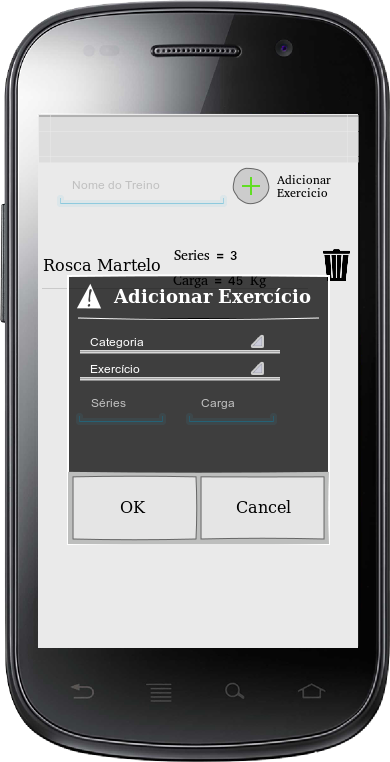 Nome do Treino
Adicionar
Exercicio
Rosca Martelo
Series = 3
Carga = 45 Kg
Adicionar Exercício
Categoria
Exercício
Séries
Carga
OK
Cancel